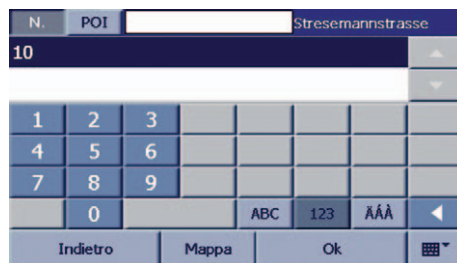 N. POI Stresemannstrasse
10
1 2 3
4 5 6
7 8 9
0 ABC 123 ÄÁÀ
Indietro Mappa Ok